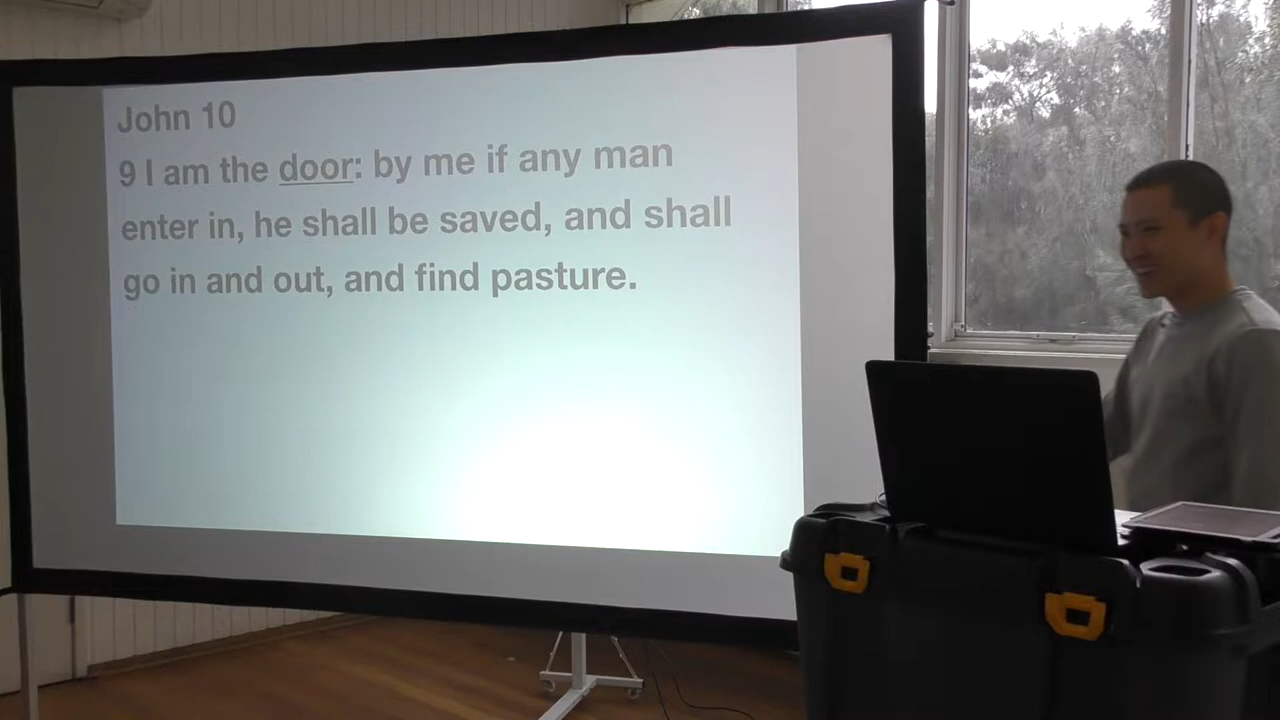 John 10
9 I am the door: by me if any man
enter in, he shall be saved, and shall
go in and out, and find pasture.